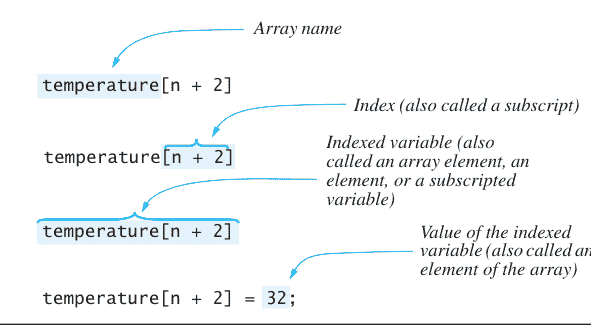 Array name
temperature[n + 2]
Index (also called a subscript)
temperature[n + 2]
Indexed variable (also
called an array element, an
element, or a subscripted
variable)
temperature[n + 2]
Value of the indexed
variable (also called an
element of the array)
temperature[n + 2] = 32;